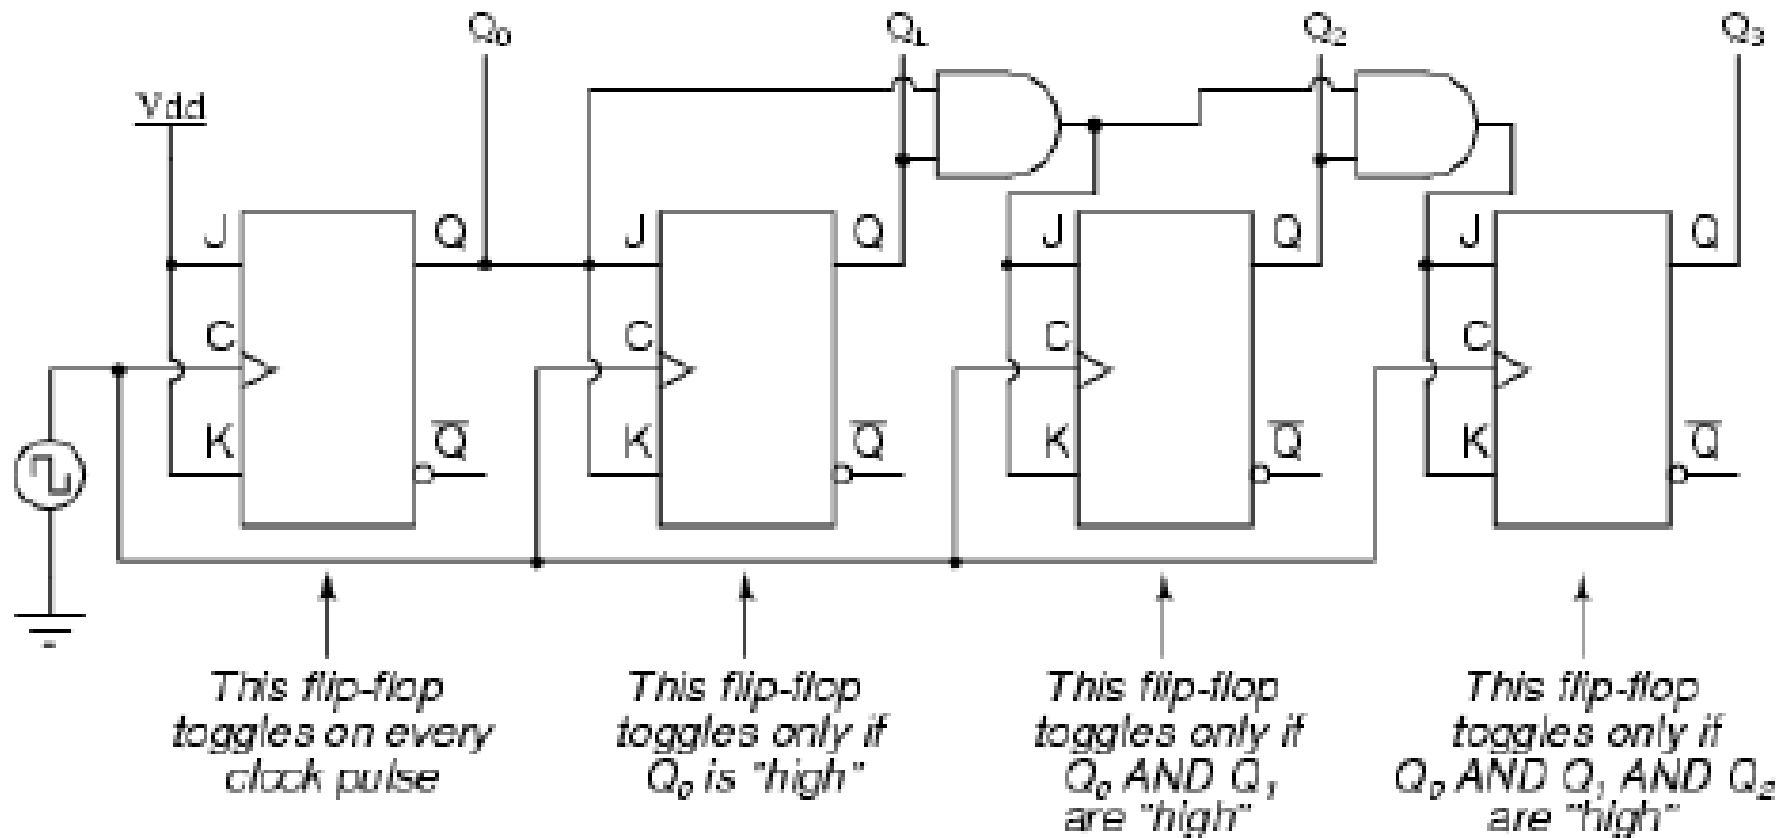 Q₀ Q₁ Q₂ Q₃
Vdd
J Q J Q J Q J Q
C C C C
K Q̅ K Q̅ K Q̅ K Q̅
This flip-flop
toggles on every
clock pulse
This flip-flop
toggles only if
Q₀ is "high"
This flip-flop
toggles only if
Q₀ AND Q₁
are "high"
This flip-flop
toggles only if
Q₀ AND Q₁ AND Q₂
are "high"